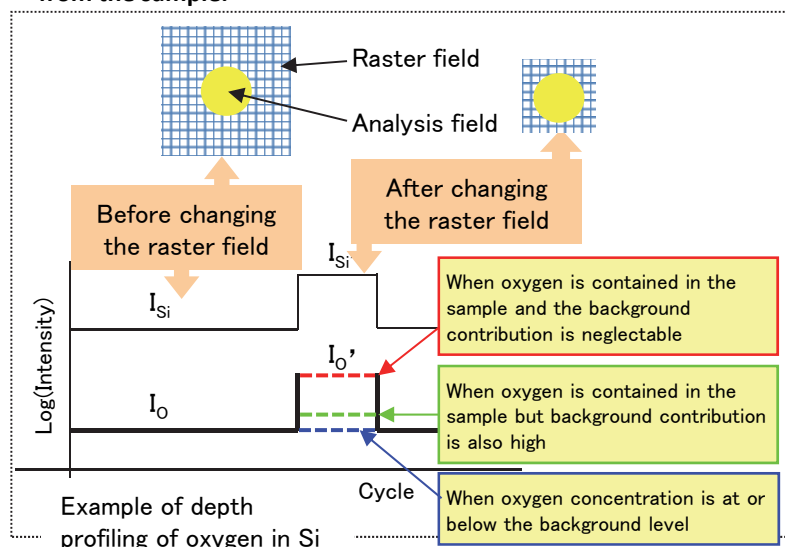 from the sample.
Raster field
Analysis field
Before changing
the raster field
After changing
the raster field
I_Si'
I_Si
I_O'
I_O
Log(Intensity)
When oxygen is contained in the
sample and the background
contribution is neglectable
When oxygen is contained in the
sample but background contribution
is also high
When oxygen concentration is at or
below the background level
Cycle
Example of depth
profiling of oxygen in Si